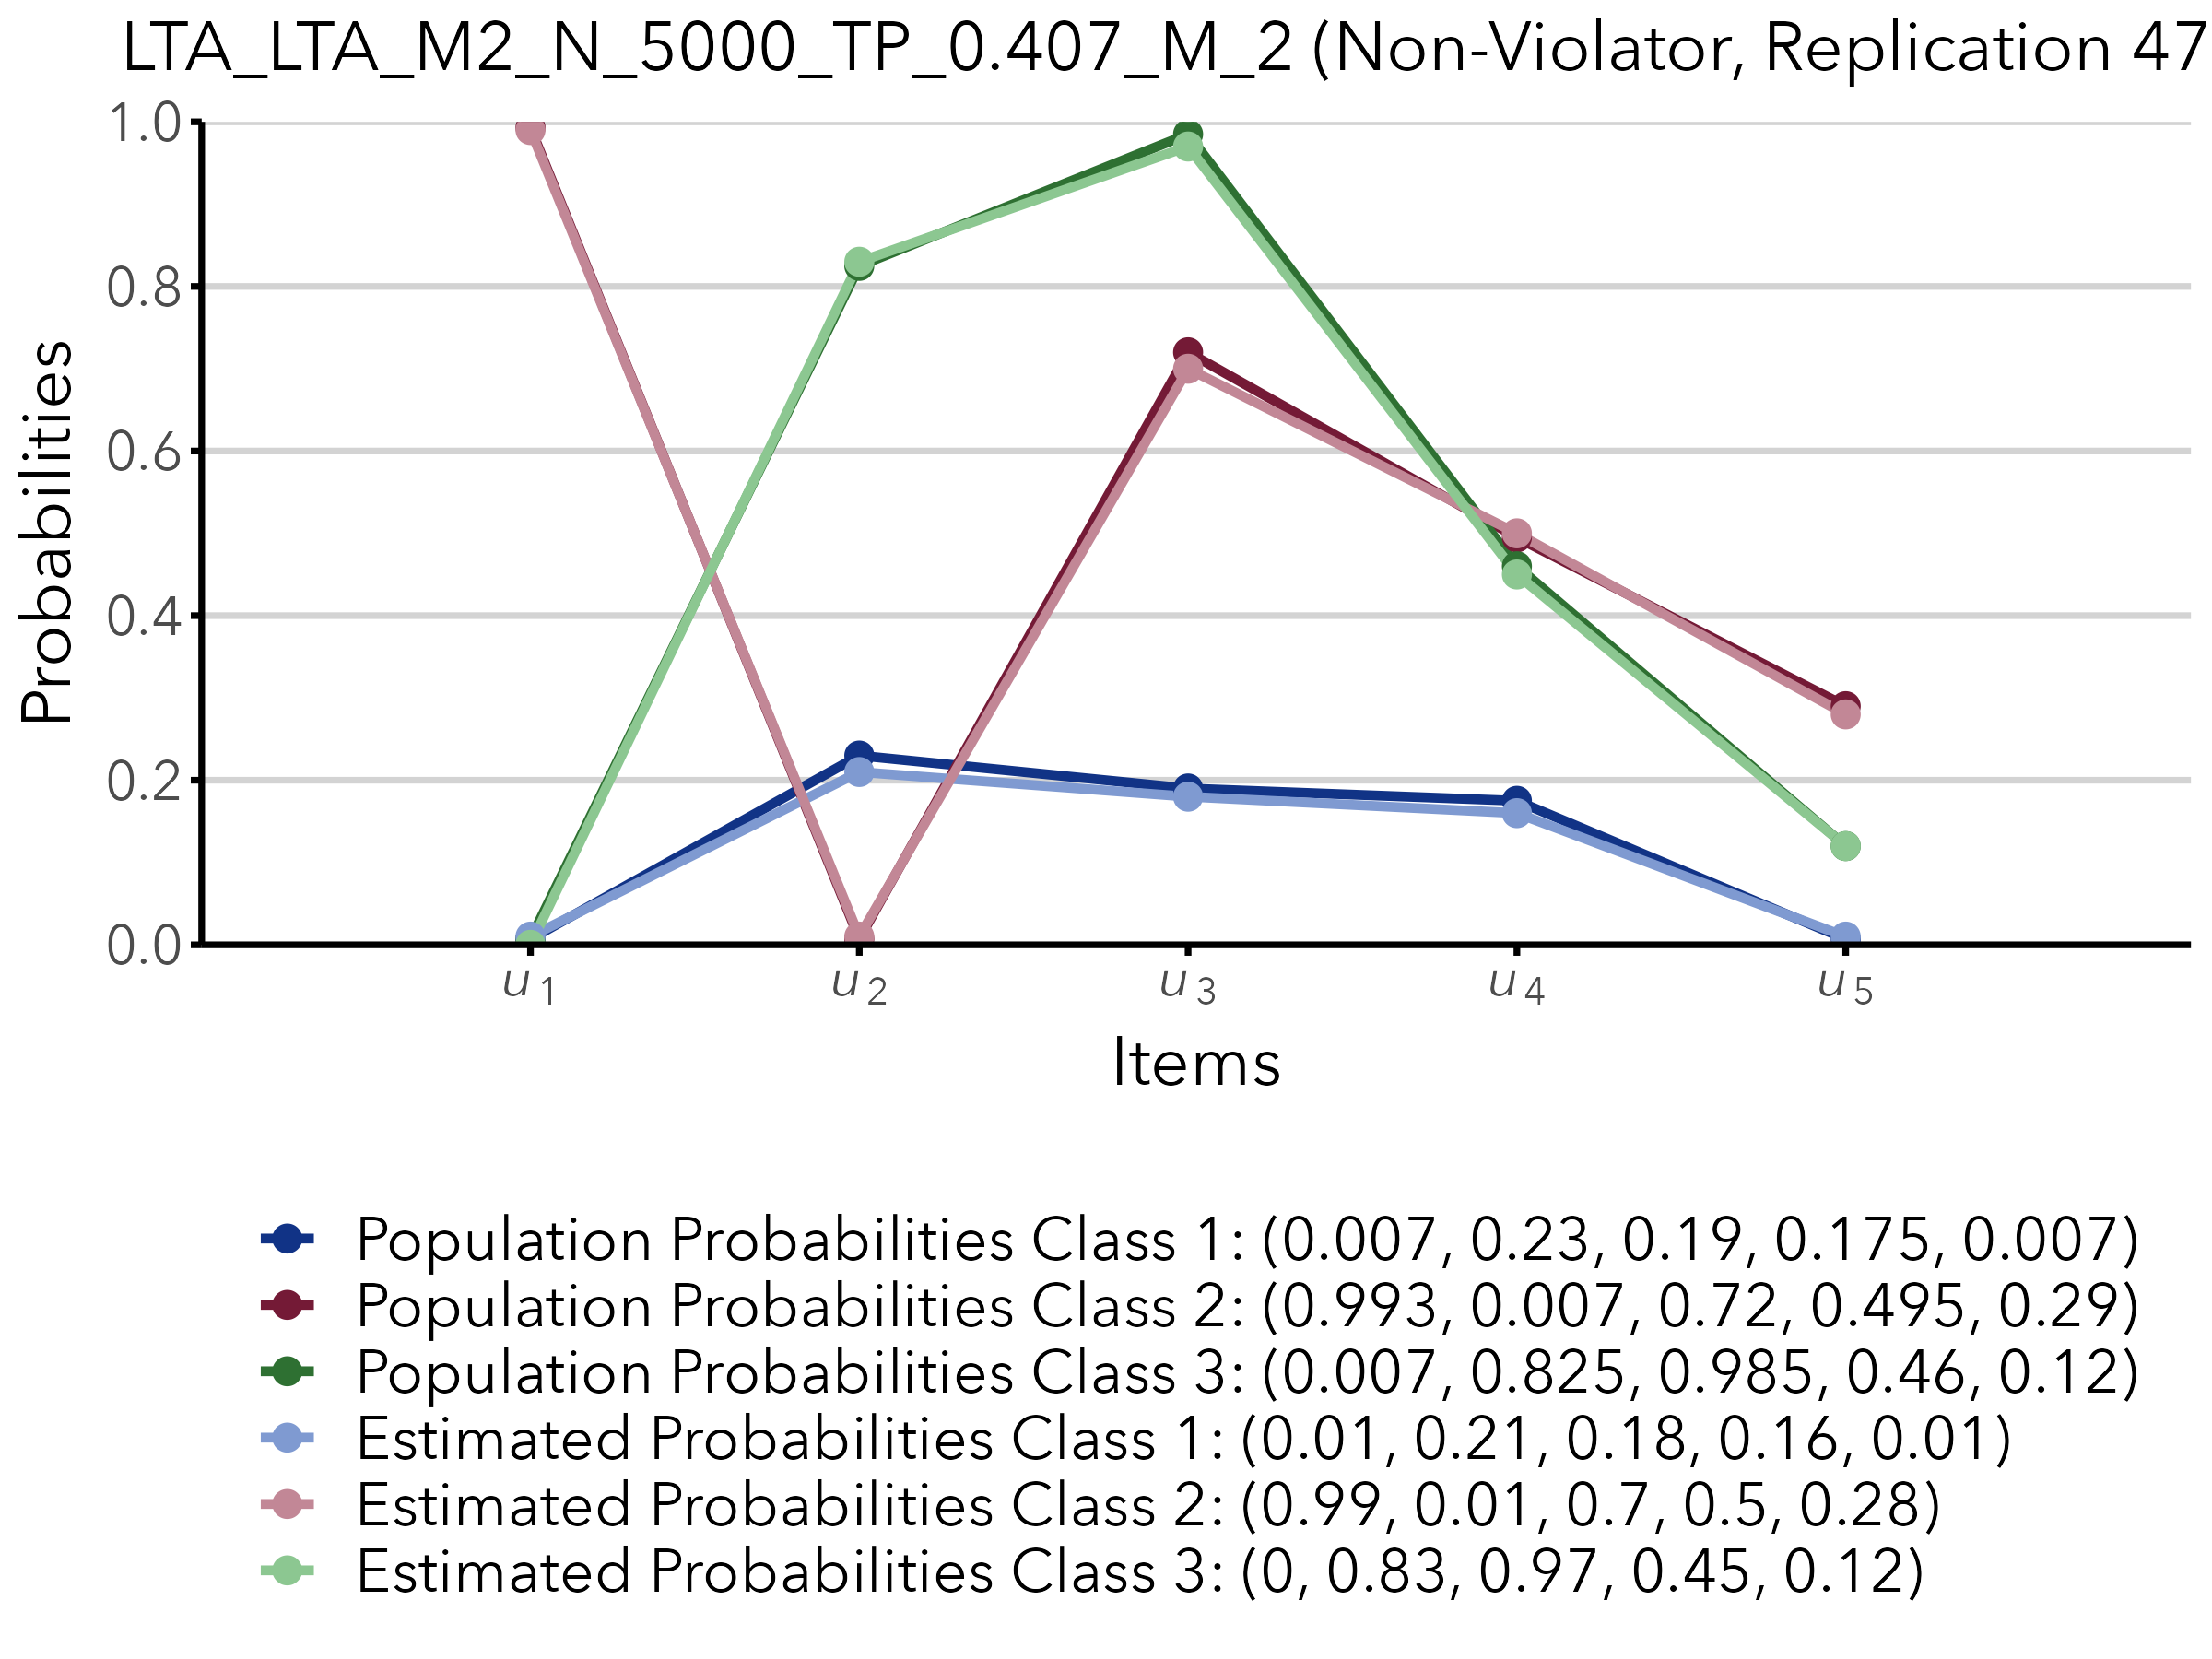 LTA_LTA_M2_N_5000_TP_0.407_M_2 (Non-Violator, Replication 47
Probabilities
1.0
0.8
0.6
0.4
0.2
0.0
u1 u2 u3 u4 u5
Items
Population Probabilities Class 1: (0.007, 0.23, 0.19, 0.175, 0.007)
Population Probabilities Class 2: (0.993, 0.007, 0.72, 0.495, 0.29)
Population Probabilities Class 3: (0.007, 0.825, 0.985, 0.46, 0.12)
Estimated Probabilities Class 1: (0.01, 0.21, 0.18, 0.16, 0.01)
Estimated Probabilities Class 2: (0.99, 0.01, 0.7, 0.5, 0.28)
Estimated Probabilities Class 3: (0, 0.83, 0.97, 0.45, 0.12)